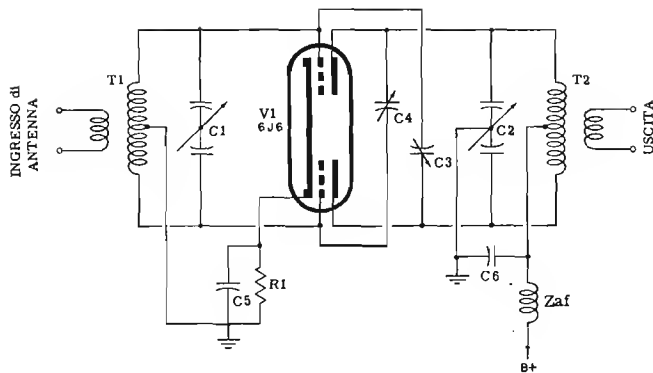 INGRESSO di
ANTENNA
T1
C1
V1
6J6
C4
C3
C2
T2
USCITA
C5
R1
C6
Zaf
B+